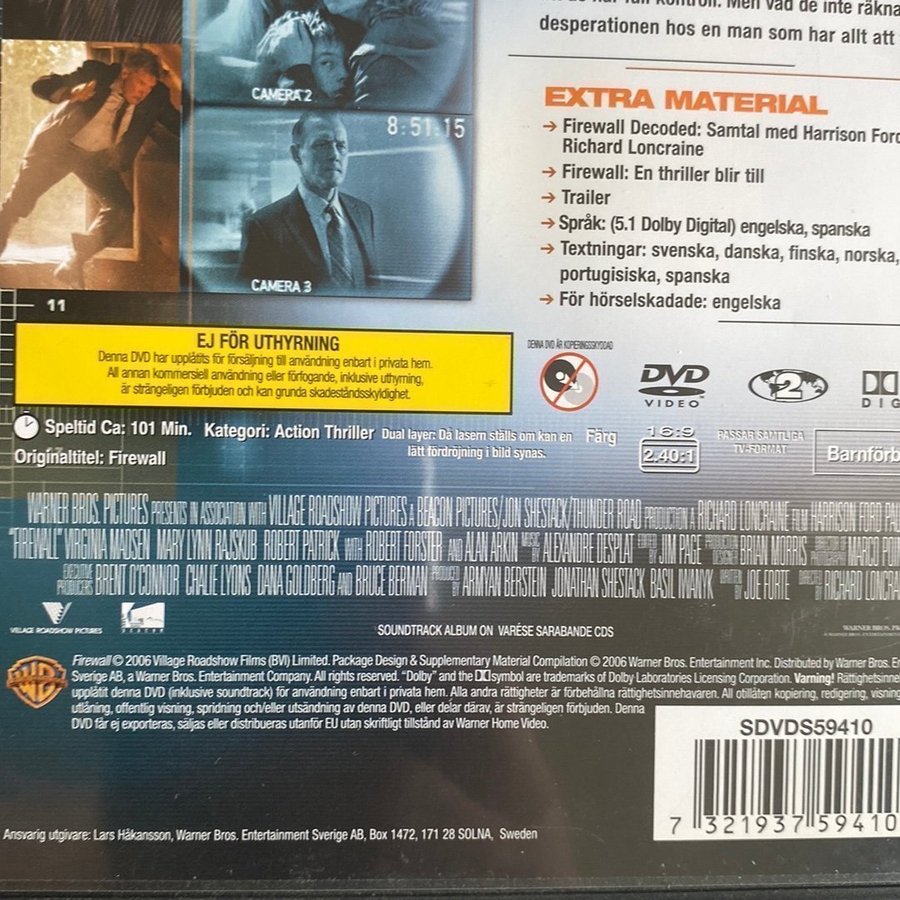 desperationen hos en man som har allt att
CAMERA 2
8:51.15
CAMERA 3
EXTRA MATERIAL
→ Firewall Decoded: Samtal med Harrison Ford
Richard Loncraine
→ Firewall: En thriller blir till
→ Trailer
→ Språk: (5.1 Dolby Digital) engelska, spanska
→ Textningar: svenska, danska, finska, norska,
portugisiska, spanska
→ För hörselskadade: engelska
11
EJ FÖR UTHYRNING
Denna DVD har upplåtits för försäljning till användning enbart i privata hem.
All annan kommersiell användning eller förfogande, inklusive uthyrning,
är strängeligen förbjuden och kan grunda skadeståndsskyldighet.
DENNA DVD ÄR KOPIERINGSSKYDDAD
DVD
VIDEO
2
DIG
Speltid Ca: 101 Min. Kategori: Action Thriller
Dual layer: Då lasern ställs om kan en
lätt fördröjning i bild synas.
Färg
16:9
2.40:1
PASSAR SAMTLIGA
TV-FORMAT
Barnförb
Originaltitel: Firewall
WARNER BROS. PICTURES PRESENTS IN ASSOCIATION WITH VILLAGE ROADSHOW PICTURES A BEACON PICTURES/JON SHESTACK/THUNDER ROAD PRODUCTION A RICHARD LONCRAINE FILM HARRISON FORD PAU
"FIREWALL" VIRGINIA MADSEN MARY LYNN RAJSKUB ROBERT PATRICK WITH ROBERT FORSTER AND ALAN ARKIN MUSIC BY ALEXANDRE DESPLAT EDITED BY JIM PAGE PRODUCTION DESIGNER BRIAN MORRIS DIRECTOR OF PHOTOGRAPHY MARCO PON
EXECUTIVE PRODUCERS BRENT O'CONNOR CHARLIE LYONS DANA GOLDBERG AND BRUCE BERMAN PRODUCED BY ARMYAN BERSTEIN JONATHAN SHESTACK BASIL IWANYK WRITTEN BY JOE FORTE DIRECTED BY RICHARD LONCRA
VILLAGE ROADSHOW PICTURES
SOUNDTRACK ALBUM ON VARÈSE SARABANDE CDS
WB
Firewall © 2006 Village Roadshow Films (BVI) Limited. Package Design & Supplementary Material Compilation © 2006 Warner Bros. Entertainment Inc. Distributed by Warner Bros. En
Sverige AB, a Warner Bros. Entertainment Company. All rights reserved. "Dolby" and the symbol are trademarks of Dolby Laboratories Licensing Corporation. Varning! Rättighetsinne
upplåtit denna DVD (inklusive soundtrack) för användning enbart i privata hem. Alla andra rättigheter är förbehållna rättighetsinnehavaren. All otillåten kopiering, redigering, visning
utlåning, offentlig visning, spridning och/eller utsändning av denna DVD, eller delar därav, är strängeligen förbjuden. Denna
DVD får ej exporteras, säljas eller distribueras utanför EU utan skriftligt tillstånd av Warner Home Video.
SDVDS59410
7 321937 59410
Ansvarig utgivare: Lars Håkansson, Warner Bros. Entertainment Sverige AB, Box 1472, 171 28 SOLNA, Sweden